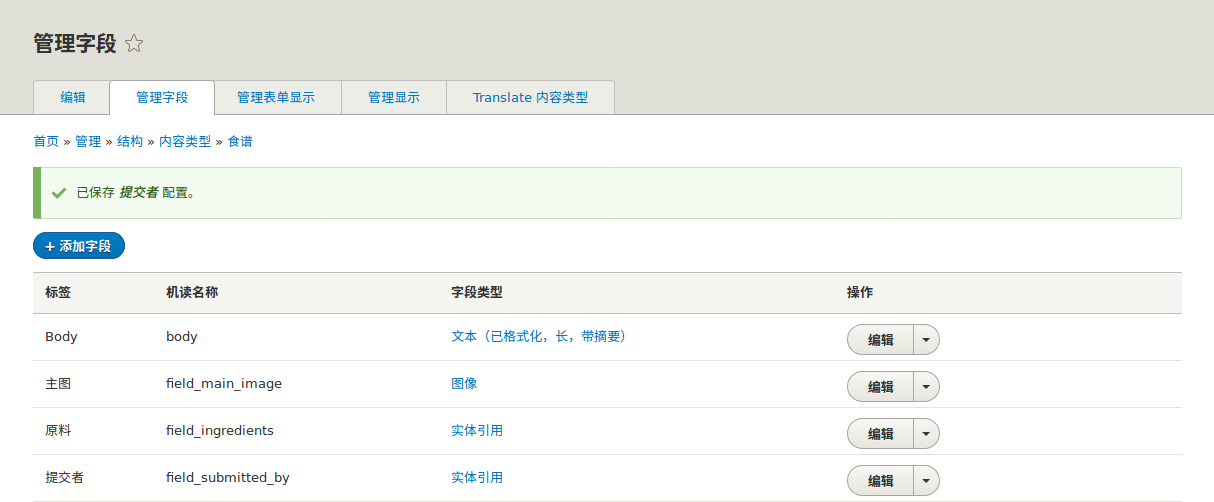 管理字段
编辑 管理字段 管理表单显示 管理显示 Translate 内容类型
首页 » 管理 » 结构 » 内容类型 » 食谱
已保存 提交者 配置。
+ 添加字段
标签 机读名称 字段类型 操作
Body body 文本（已格式化，长，带摘要） 编辑
主图 field_main_image 图像 编辑
原料 field_ingredients 实体引用 编辑
提交者 field_submitted_by 实体引用 编辑